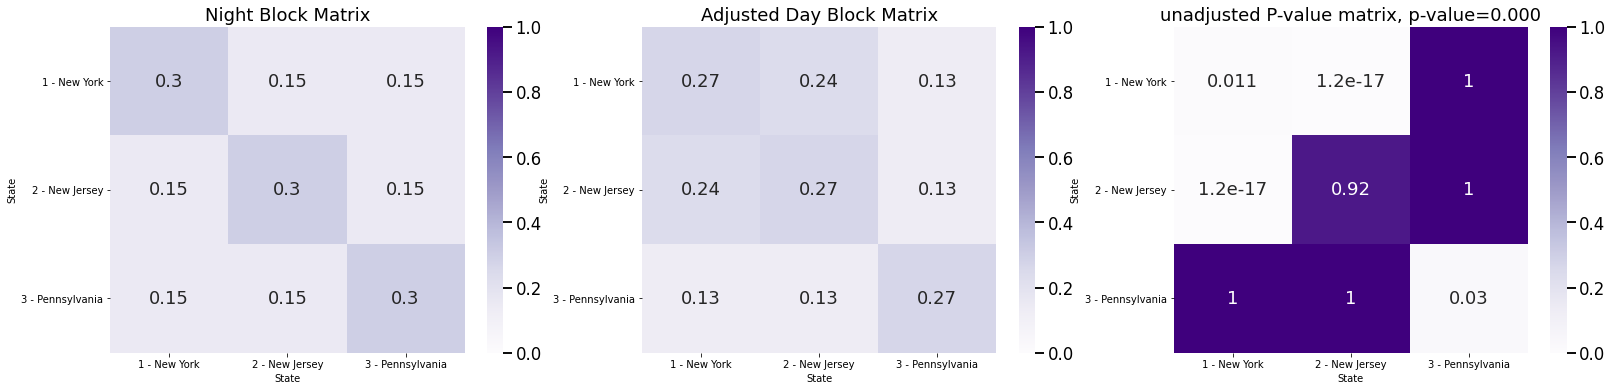 Night Block Matrix
State
1 - New York
2 - New Jersey
3 - Pennsylvania
0.3 0.15 0.15
0.15 0.3 0.15
0.15 0.15 0.3
1 - New York 2 - New Jersey 3 - Pennsylvania
State
1.0
0.8
0.6
0.4
0.2
0.0
Adjusted Day Block Matrix
State
1 - New York
2 - New Jersey
3 - Pennsylvania
0.27 0.24 0.13
0.24 0.27 0.13
0.13 0.13 0.27
1 - New York 2 - New Jersey 3 - Pennsylvania
State
1.0
0.8
0.6
0.4
0.2
0.0
unadjusted P-value matrix, p-value=0.000
State
1 - New York
2 - New Jersey
3 - Pennsylvania
0.011 1.2e-17 1
1.2e-17 0.92 1
1 1 0.03
1 - New York 2 - New Jersey 3 - Pennsylvania
State
1.0
0.8
0.6
0.4
0.2
0.0